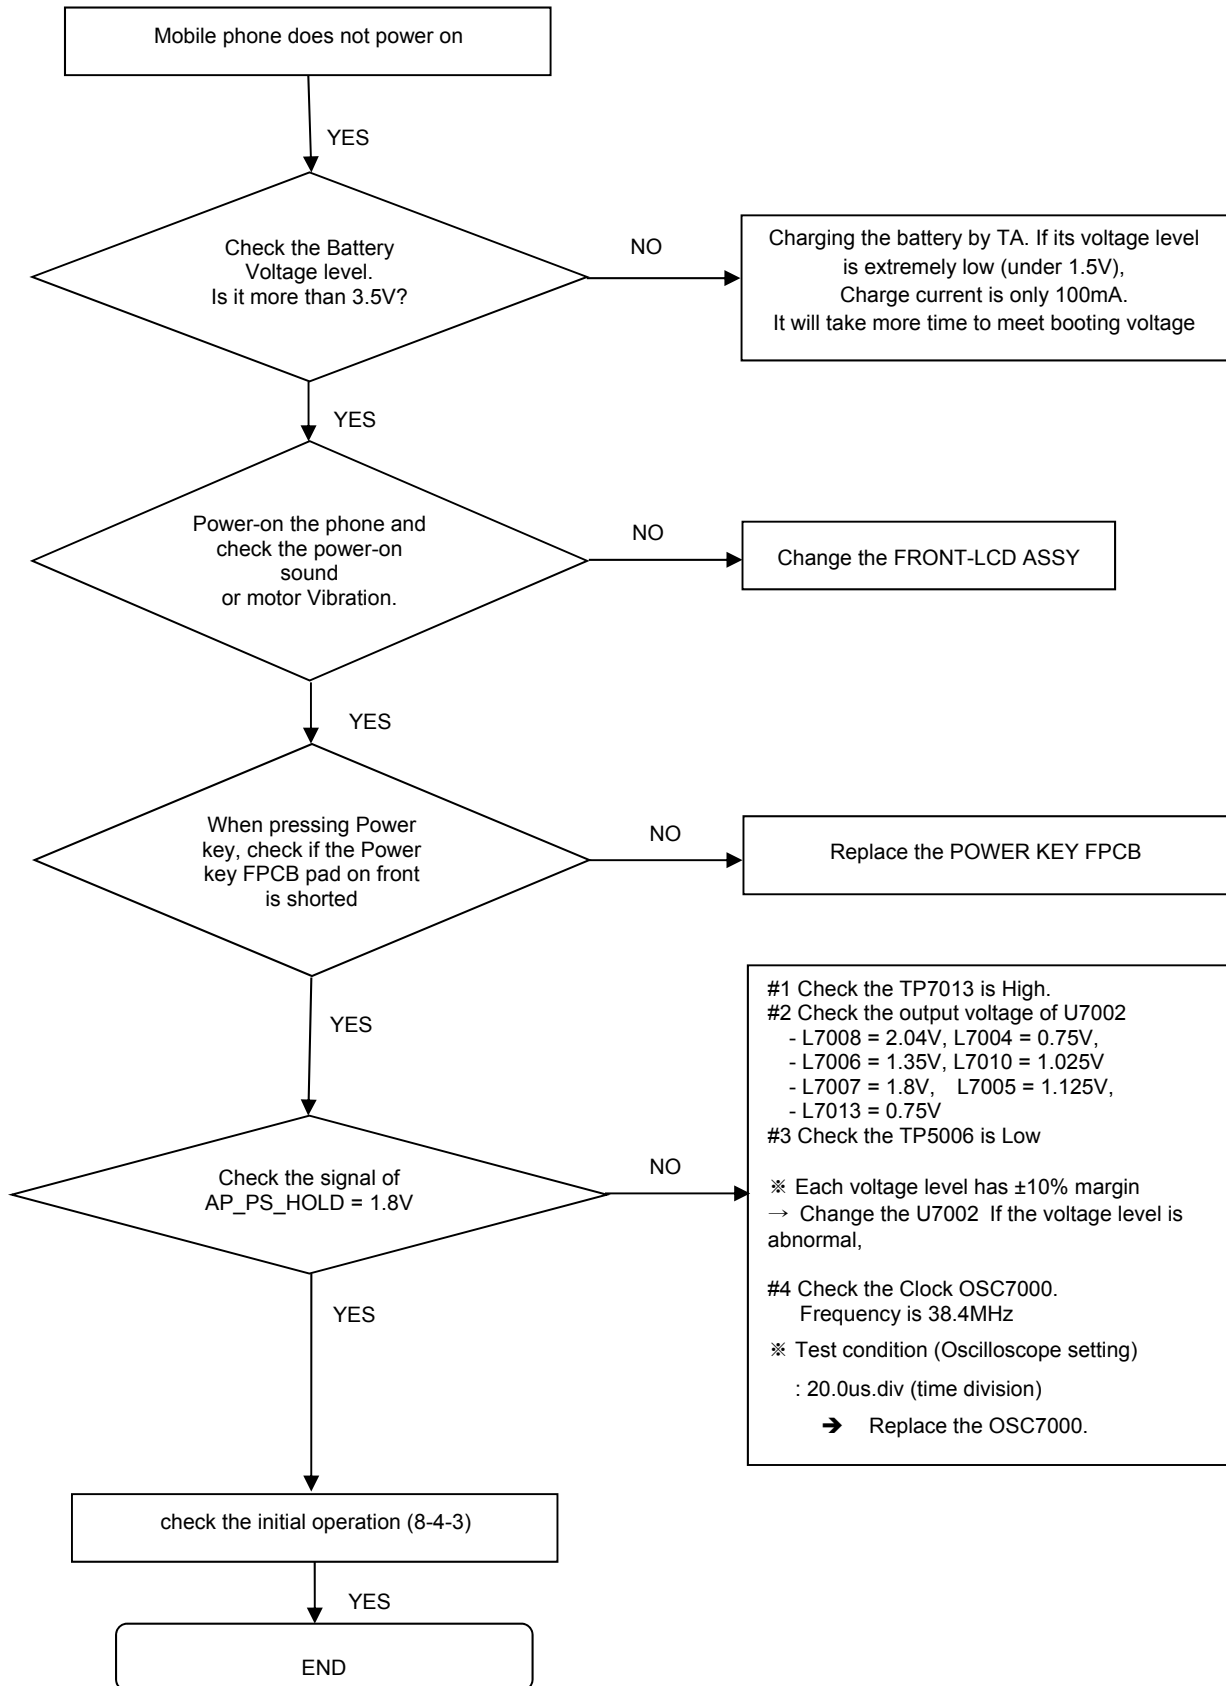 Mobile phone does not power on
YES
Check the Battery
Voltage level.
Is it more than 3.5V?
NO
Charging the battery by TA. If its voltage level
is extremely low (under 1.5V),
Charge current is only 100mA.
It will take more time to meet booting voltage
YES
Power-on the phone and
check the power-on
sound
or motor Vibration.
NO
Change the FRONT-LCD ASSY
YES
When pressing Power
key, check if the Power
key FPCB pad on front
is shorted
NO
Replace the POWER KEY FPCB
YES
Check the signal of
AP_PS_HOLD = 1.8V
NO
#1 Check the TP7013 is High.
#2 Check the output voltage of U7002
- L7008 = 2.04V, L7004 = 0.75V,
- L7006 = 1.35V, L7010 = 1.025V
- L7007 = 1.8V, L7005 = 1.125V,
- L7013 = 0.75V
#3 Check the TP5006 is Low
※ Each voltage level has ±10% margin
→ Change the U7002 If the voltage level is
abnormal,
#4 Check the Clock OSC7000.
Frequency is 38.4MHz
※ Test condition (Oscilloscope setting)
: 20.0us.div (time division)
➔ Replace the OSC7000.
YES
check the initial operation (8-4-3)
YES
END